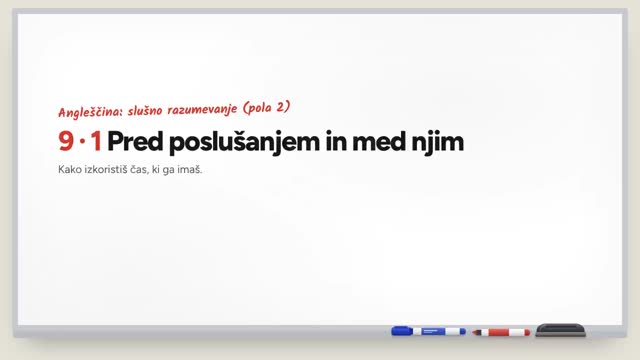 Angleščina: slušno razumevanje (pola 2)
9 · 1 Pred poslušanjem in med njim
Kako izkoristiš čas, ki ga imaš.